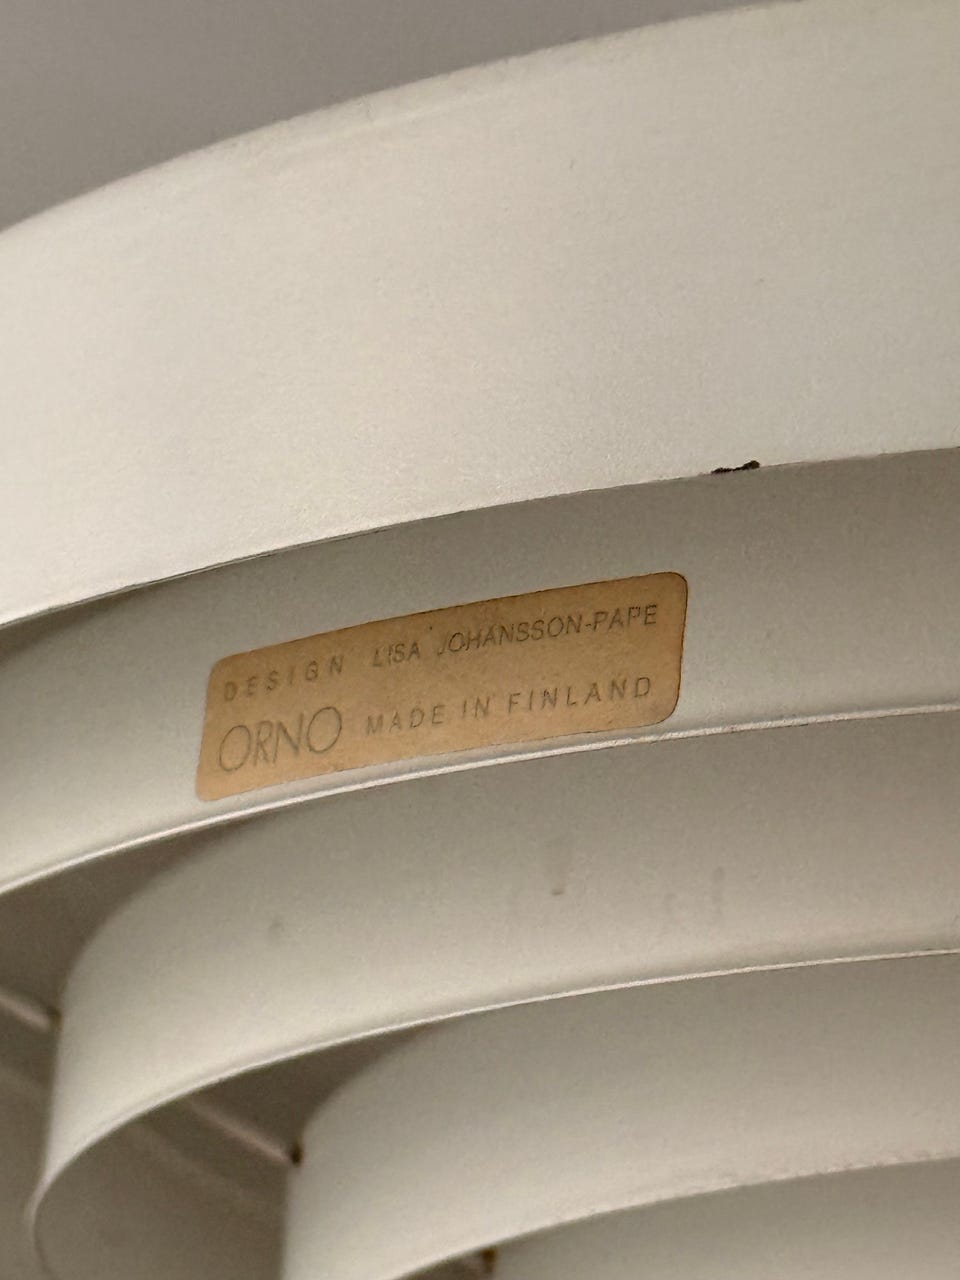 DESIGN LISA JOHANSSON-PAPE
ORNO MADE IN FINLAND